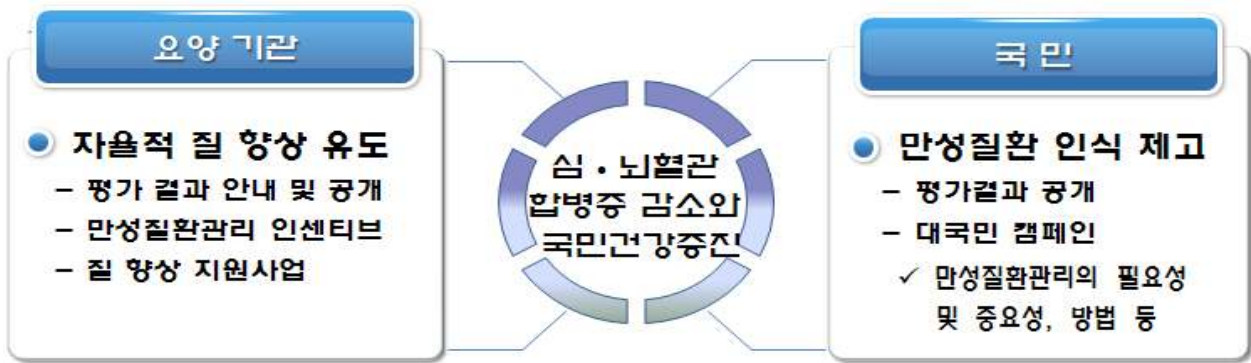 요양 기관
자율적 질 향상 유도
– 평가 결과 안내 및 공개
– 만성질환관리 인센티브
– 질 향상 지원사업
심 · 뇌혈관
합병증 감소와
국민건강증진
국 민
만성질환 인식 제고
– 평가결과 공개
– 대국민 캠페인
✓ 만성질환관리의 필요성
및 중요성, 방법 등